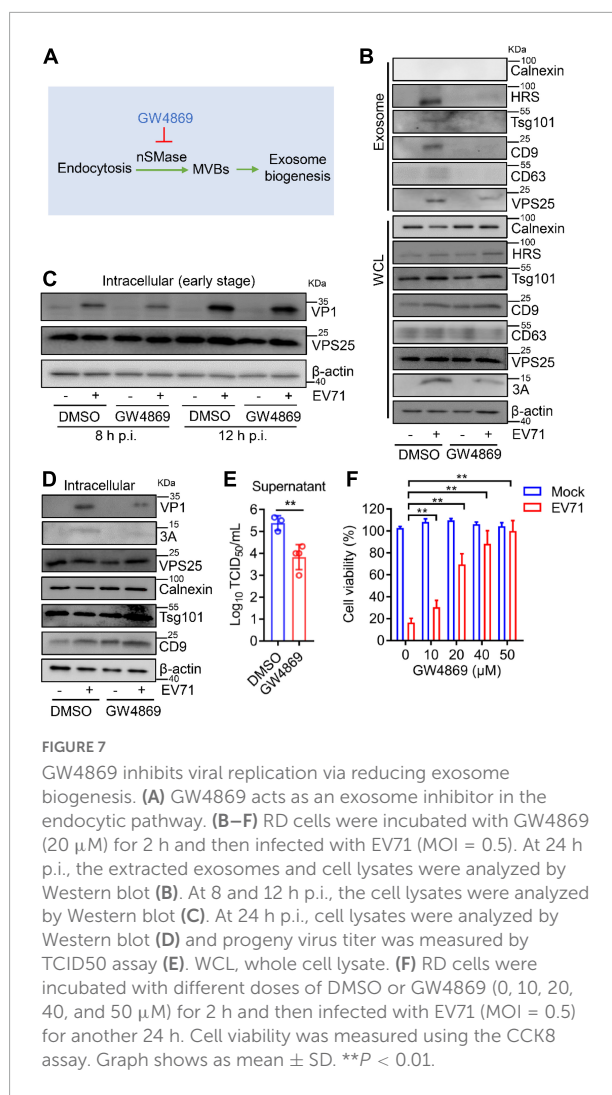 A
GW4869
nSMase
Endocytosis
MVBs
Exosome
biogenesis
B
KDa
Exosome
100
Calnexin
100
HRS
55
Tsg101
25
CD9
55
CD63
25
VPS25
WCL
100
Calnexin
100
HRS
55
Tsg101
25
CD9
55
CD63
25
VPS25
15
3A
β-actin
40
- + - + EV71
DMSO GW4869
C
Intracellular (early stage)
KDa
35
VP1
25
VPS25
β-actin
40
- + - + - + - + EV71
DMSO GW4869 DMSO GW4869
8 h p.i. 12 h p.i.
D
Intracellular KDa
35
VP1
15
3A
25
VPS25
100
Calnexin
55
Tsg101
25
CD9
β-actin
40
- + - + EV71
DMSO GW4869
E
Supernatant
**
Log10 TCID50/mL
6
5
4
3
2
1
0
DMSO
GW4869
F
**
**
**
**
Mock
EV71
Cell viability (%)
120
100
80
60
40
20
0
0 10 20 40 50
GW4869 (μM)
FIGURE 7
GW4869 inhibits viral replication via reducing exosome
biogenesis. (A) GW4869 acts as an exosome inhibitor in the
endocytic pathway. (B–F) RD cells were incubated with GW4869
(20 μM) for 2 h and then infected with EV71 (MOI = 0.5). At 24 h
p.i., the extracted exosomes and cell lysates were analyzed by
Western blot (B). At 8 and 12 h p.i., the cell lysates were analyzed
by Western blot (C). At 24 h p.i., cell lysates were analyzed by
Western blot (D) and progeny virus titer was measured by
TCID50 assay (E). WCL, whole cell lysate. (F) RD cells were
incubated with different doses of DMSO or GW4869 (0, 10, 20,
40, and 50 μM) for 2 h and then infected with EV71 (MOI = 0.5)
for another 24 h. Cell viability was measured using the CCK8
assay. Graph shows as mean ± SD. **P < 0.01.